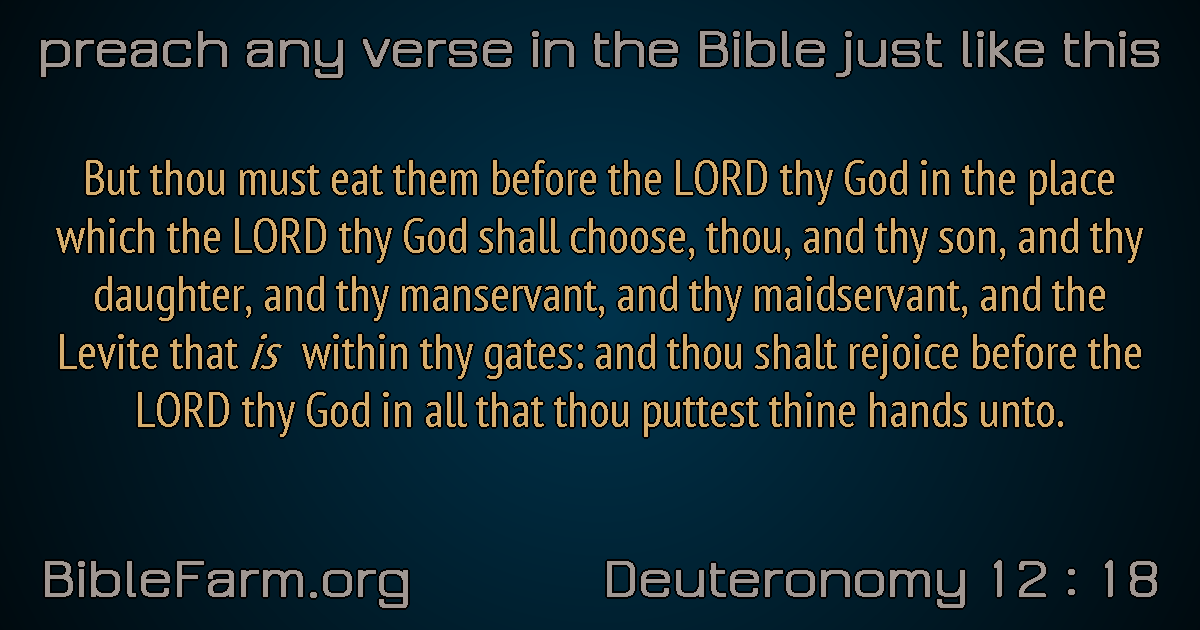 preach any verse in the Bible just like this
But thou must eat them before the LORD thy God in the place
which the LORD thy God shall choose, thou, and thy son, and thy
daughter, and thy manservant, and thy maidservant, and the
Levite that is within thy gates: and thou shalt rejoice before the
LORD thy God in all that thou puttest thine hands unto.
BibleFarm.org
Deuteronomy 12 : 18